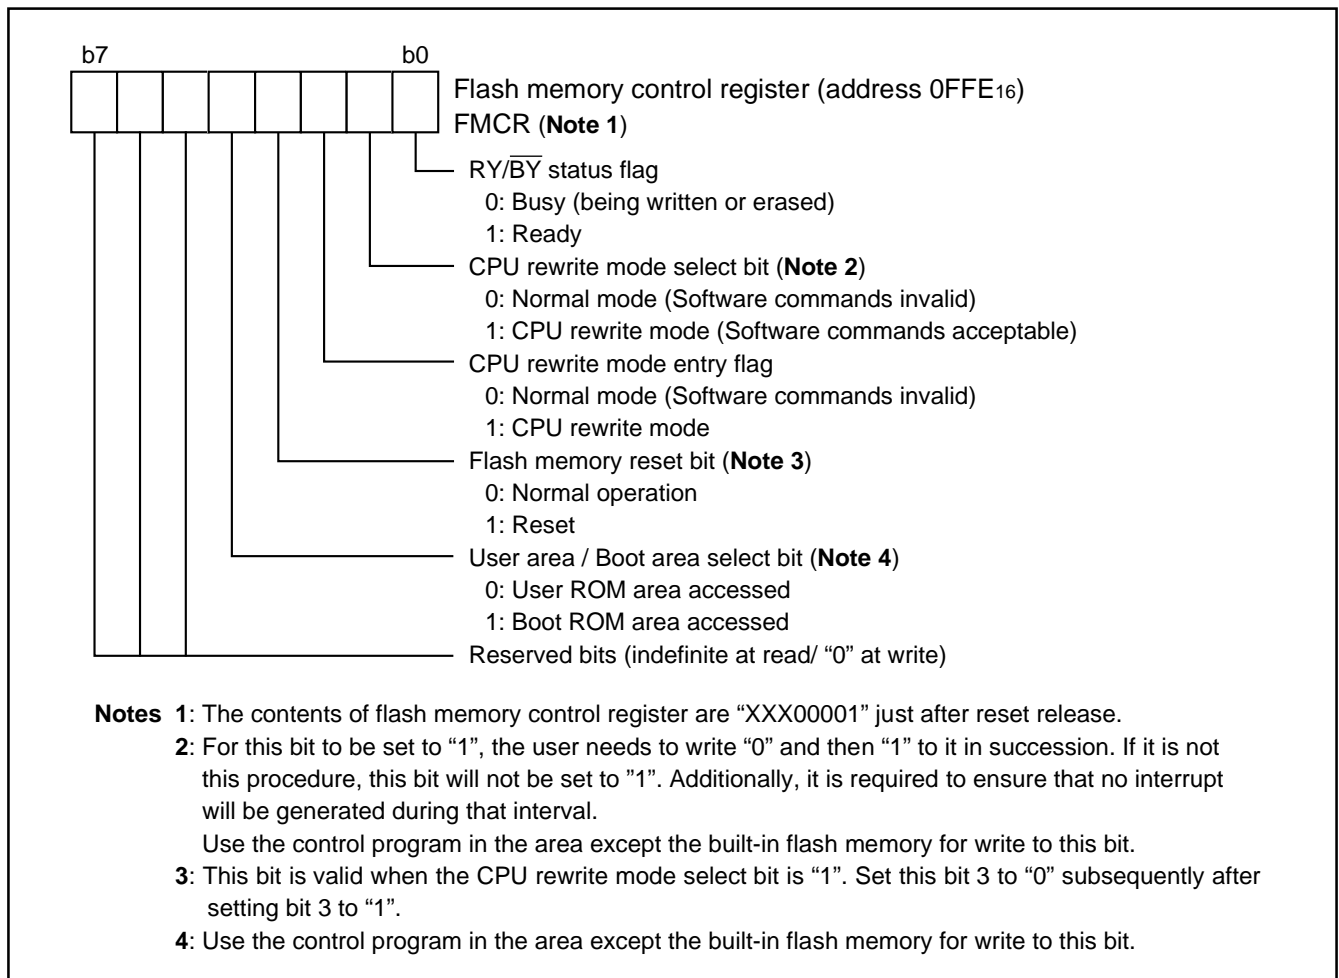 b7 b0
Flash memory control register (address 0FFE16)
FMCR (Note 1)
RY/BY status flag
0: Busy (being written or erased)
1: Ready
CPU rewrite mode select bit (Note 2)
0: Normal mode (Software commands invalid)
1: CPU rewrite mode (Software commands acceptable)
CPU rewrite mode entry flag
0: Normal mode (Software commands invalid)
1: CPU rewrite mode
Flash memory reset bit (Note 3)
0: Normal operation
1: Reset
User area / Boot area select bit (Note 4)
0: User ROM area accessed
1: Boot ROM area accessed
Reserved bits (indefinite at read/ “0” at write)
Notes 1: The contents of flash memory control register are “XXX00001” just after reset release.
2: For this bit to be set to “1”, the user needs to write “0” and then “1” to it in succession. If it is not
this procedure, this bit will not be set to ”1”. Additionally, it is required to ensure that no interrupt
will be generated during that interval.
Use the control program in the area except the built-in flash memory for write to this bit.
3: This bit is valid when the CPU rewrite mode select bit is “1”. Set this bit 3 to “0” subsequently after
setting bit 3 to “1”.
4: Use the control program in the area except the built-in flash memory for write to this bit.